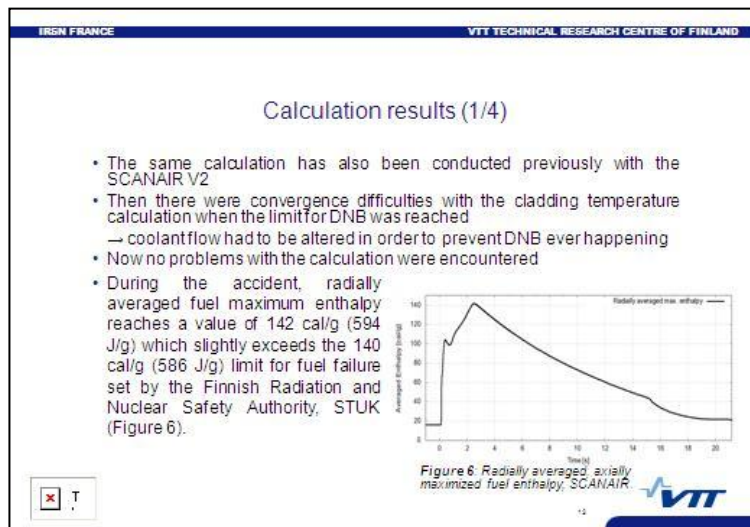 IRSN FRANCE
VTT TECHNICAL RESEARCH CENTRE OF FINLAND
Calculation results (1/4)
• The same calculation has also been conducted previously with the
SCANAIR V2
• Then there were convergence difficulties with the cladding temperature
calculation when the limit for DNB was reached
→ coolant flow had to be altered in order to prevent DNB ever happening
• Now no problems with the calculation were encountered
• During the accident, radially
averaged fuel maximum enthalpy
reaches a value of 142 cal/g (594
J/g) which slightly exceeds the 140
cal/g (586 J/g) limit for fuel failure
set by the Finnish Radiation and
Nuclear Safety Authority, STUK
(Figure 6).
Radially averaged max. enthalpy
Averaged Enthalpy [cal/g]
140
120
100
80
60
40
20
0
0 2 4 6 8 10 12 14 16 18 20
Time [s]
Figure 6: Radially averaged, axially
maximized fuel enthalpy, SCANAIR.
T
VTT